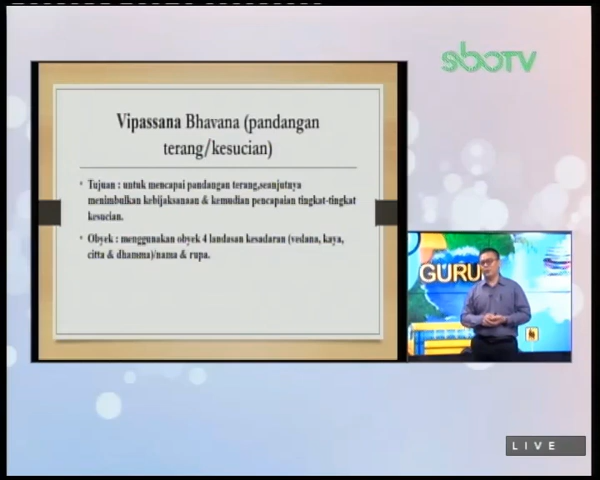 sboTV
Vipassana Bhavana (pandangan
terang/kesucian)
Tujuan : untuk mencapai pandangan terang,seanjutnya
menimbulkan kebijaksanaan & kemudian pencapaian tingkat-tingkat
kesucian.
Obyek : menggunakan obyek 4 landasan kesadaran (vedana, kaya,
citta & dhamma)/nama & rupa.
GURU
LIVE